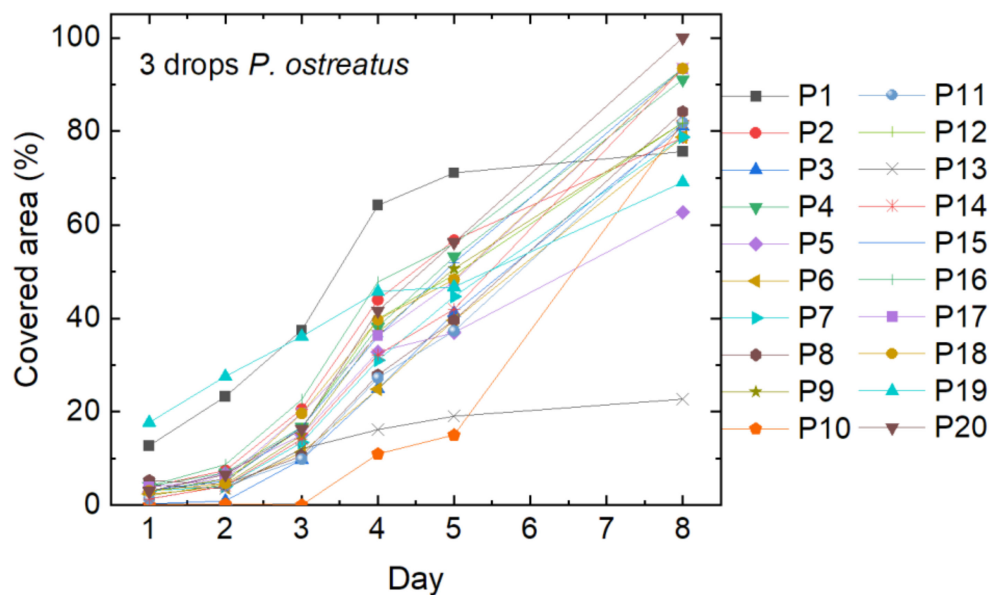 3 drops P. ostreatus
Covered area (%)
100
80
60
40
20
0
1 2 3 4 5 6 7 8
Day
P1 P11
P2 P12
P3 P13
P4 P14
P5 P15
P6 P16
P7 P17
P8 P18
P9 P19
P10 P20